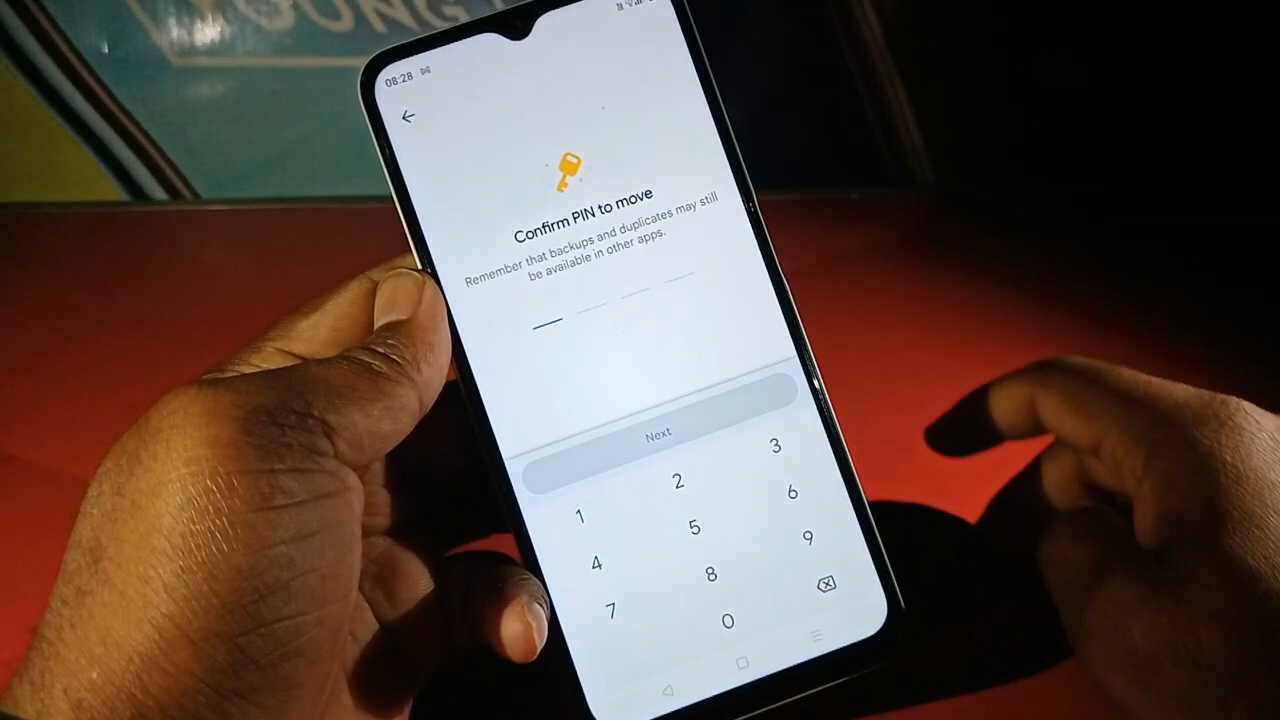 YOUNG
08:28
Confirm PIN to move
Remember that backups and duplicates may still
be available in other apps.
Next
1 2 3
4 5 6
7 8 9
0